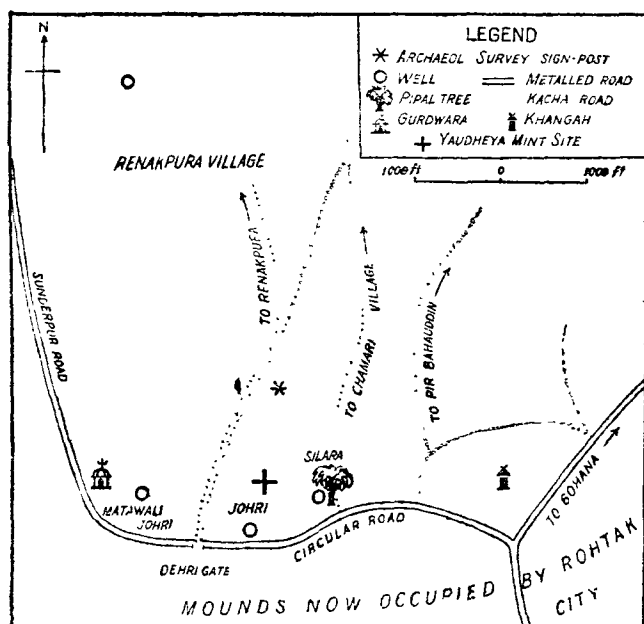 N
LEGEND
ARCHAEOL SURVEY SIGN-POST
WELL METALLED ROAD
PIPAL TREE KACHA ROAD
GURDWARA KHANGAH
YAUDHEYA MINT SITE
1000 ft 0 1000 ft
RENAKPURA VILLAGE
SUNDERPUR ROAD
TO RENAKPURA
TO CHAMARI VILLAGE
TO PIR BAHAUDDIN
SILARA
MATAWALI
JOHRI
JOHRI
CIRCULAR ROAD
TO GOHANA
DEHRI GATE
MOUNDS NOW OCCUPIED BY ROHTAK
CITY